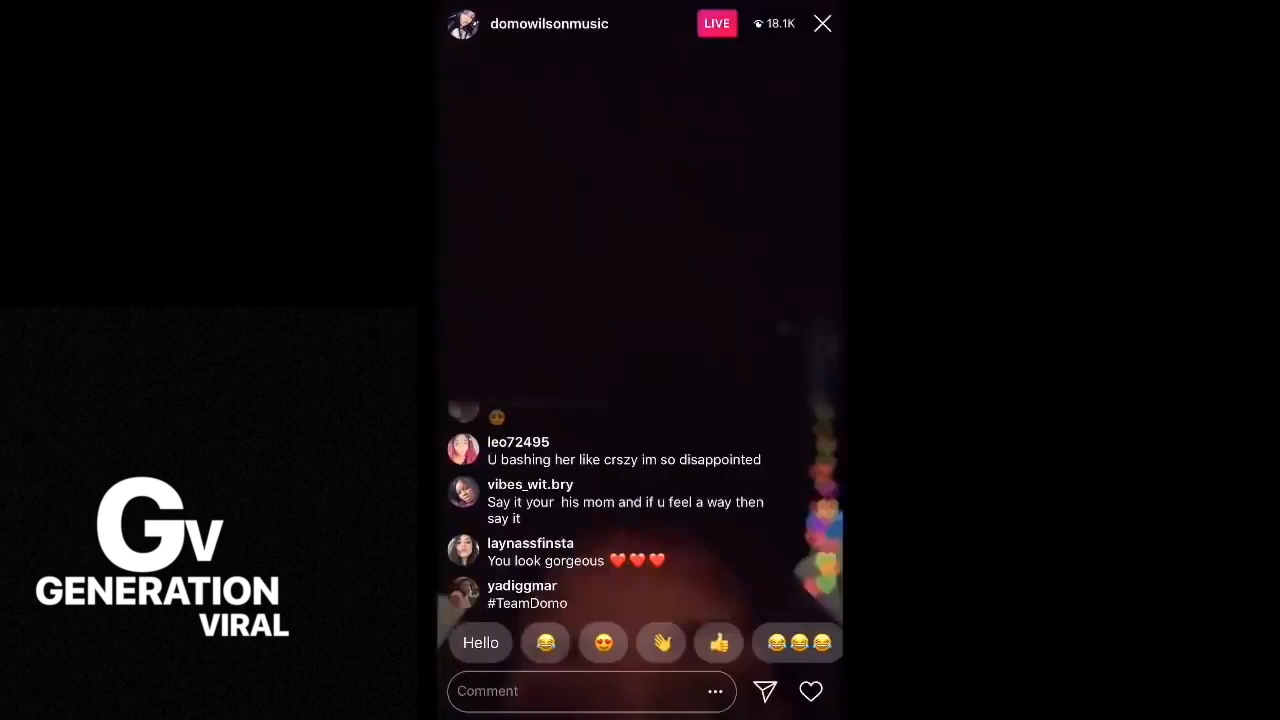 domowilsonmusic
LIVE
18.1K
leo72495
U bashing her like crszy im so disappointed
vibes_wit.bry
Say it your his mom and if u feel a way then
say it
laynassfinsta
You look gorgeous ❤️❤️❤️
yadiggmar
#TeamDomo
Hello
Comment
GV
GENERATION
VIRAL